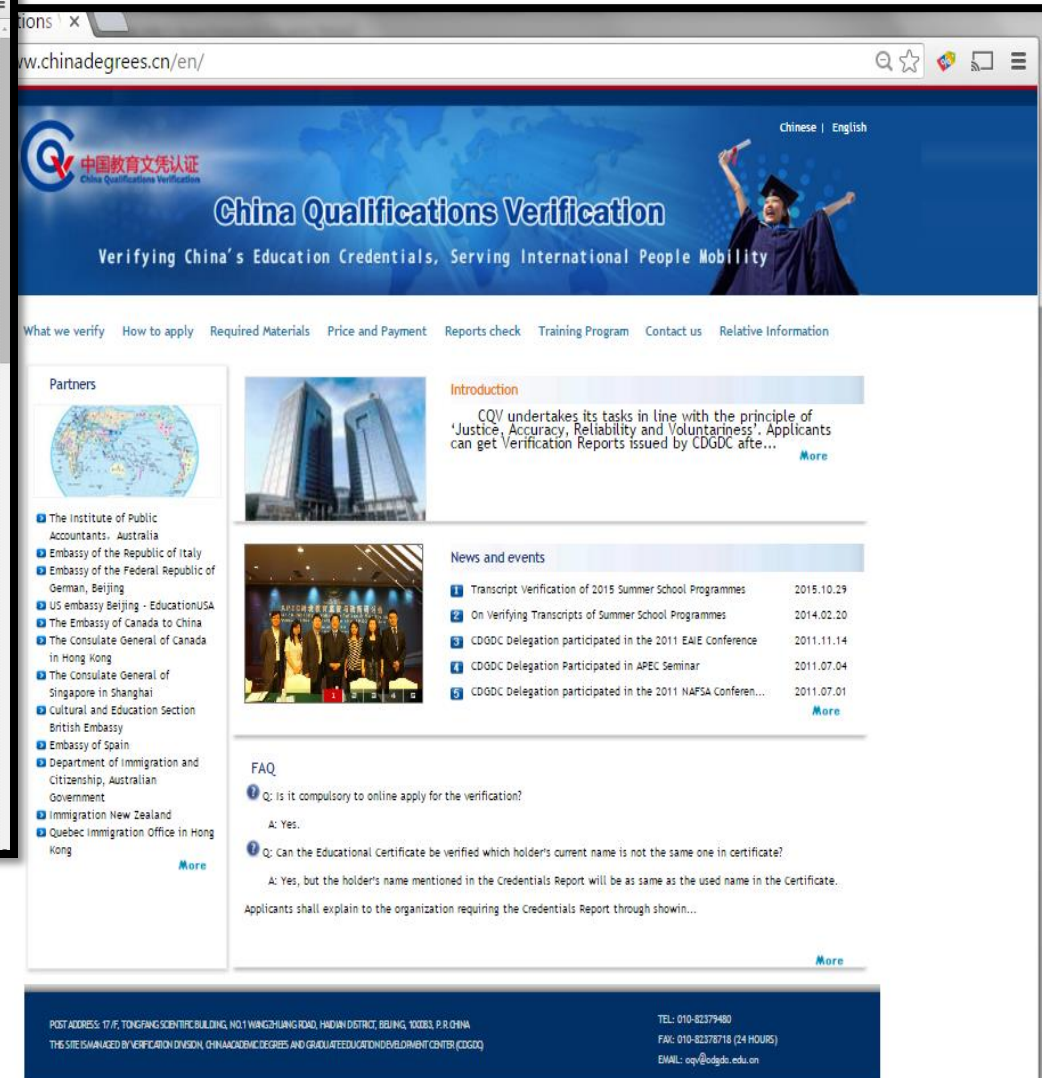 tions
ww.chinadegrees.cn/en/
Chinese | English
中国教育文凭认证
China Qualifications Verification
China Qualifications Verification
Verifying China's Education Credentials, Serving International People Mobility
What we verify How to apply Required Materials Price and Payment Reports check Training Program Contact us Relative Information
Partners
The Institute of Public
Accountants, Australia
Embassy of the Republic of Italy
Embassy of the Federal Republic of
German, Beijing
US embassy Beijing - EducationUSA
The Embassy of Canada to China
The Consulate General of Canada
in Hong Kong
The Consulate General of
Singapore in Shanghai
Cultural and Education Section
British Embassy
Embassy of Spain
Department of Immigration and
Citizenship, Australian
Government
Immigration New Zealand
Quebec Immigration Office in Hong
Kong
More
Introduction
CQV undertakes its tasks in line with the principle of
'Justice, Accuracy, Reliability and Voluntariness'. Applicants
can get Verification Reports issued by CDGDC afte...
More
1 2 3 4 5
News and events
1 Transcript Verification of 2015 Summer School Programmes 2015.10.29
2 On Verifying Transcripts of Summer School Programmes 2014.02.20
3 CDGDC Delegation participated in the 2011 EAIE Conference 2011.11.14
4 CDGDC Delegation Participated in APEC Seminar 2011.07.04
5 CDGDC Delegation participated in the 2011 NAFSA Conferen... 2011.07.01
More
FAQ
Q: Is it compulsory to online apply for the verification?
A: Yes.
Q: Can the Educational Certificate be verified which holder's current name is not the same one in certificate?
A: Yes, but the holder's name mentioned in the Credentials Report will be as same as the used name in the Certificate.
Applicants shall explain to the organization requiring the Credentials Report through showin...
More
POST ADDRESS: 17/F, TONGFANG SCIENTIFIC BUILDING, NO.1 WANGZHUANG ROAD, HAIDIAN DISTRICT, BEIJING, 100083, P.R.CHINA
THIS SITE IS MANAGED BY VERIFICATION DIVISION, CHINA ACADEMIC DEGREES AND GRADUATE EDUCATION DEVELOPMENT CENTER (CDGDC)
TEL: 010-82379480
FAX: 010-82378718 (24 HOURS)
EMAIL: cqv@cdgdc.edu.cn